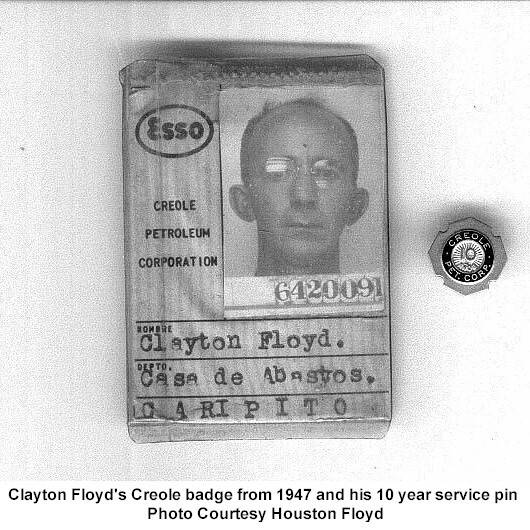 Esso
CREOLE
PETROLEUM
CORPORATION
6420091
NOMBRE
Clayton Floyd.
DEPTO.
Casa de Abastos.
CARIPITO
CREOLE
10
PET. CORP.
Clayton Floyd's Creole badge from 1947 and his 10 year service pin
Photo Courtesy Houston Floyd